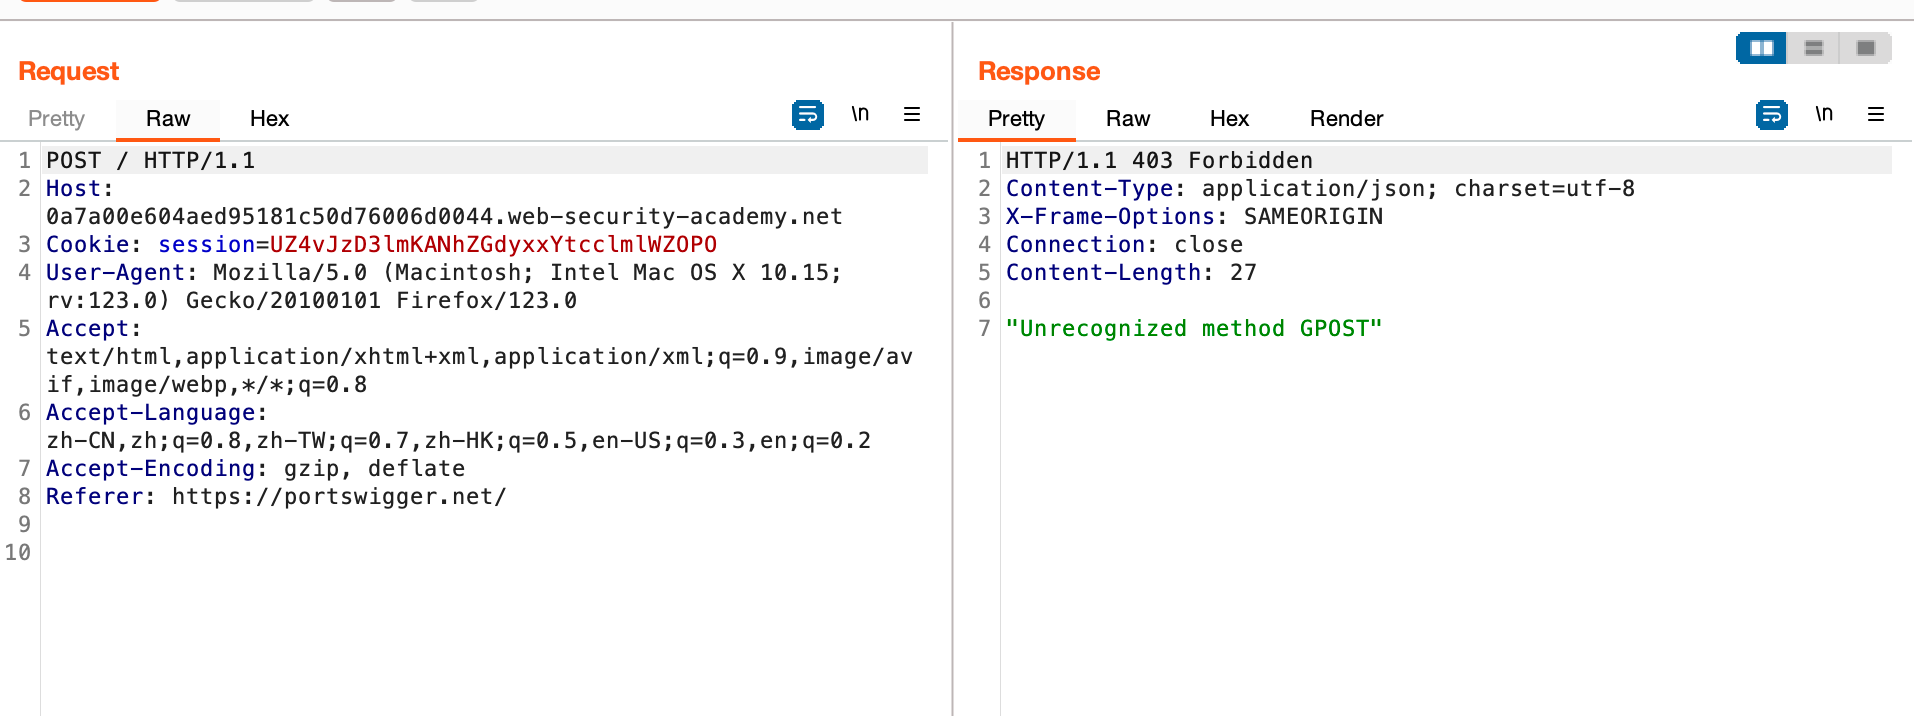 Request
Pretty Raw Hex \n
1 POST / HTTP/1.1
2 Host:
0a7a00e604aed95181c50d76006d0044.web-security-academy.net
3 Cookie: session=UZ4vJzD3lmKANhZGdyxxYtcclmlWZOPO
4 User-Agent: Mozilla/5.0 (Macintosh; Intel Mac OS X 10.15;
rv:123.0) Gecko/20100101 Firefox/123.0
5 Accept:
text/html,application/xhtml+xml,application/xml;q=0.9,image/av
if,image/webp,*/*;q=0.8
6 Accept-Language:
zh-CN,zh;q=0.8,zh-TW;q=0.7,zh-HK;q=0.5,en-US;q=0.3,en;q=0.2
7 Accept-Encoding: gzip, deflate
8 Referer: https://portswigger.net/
9
10
Response
Pretty Raw Hex Render \n
1 HTTP/1.1 403 Forbidden
2 Content-Type: application/json; charset=utf-8
3 X-Frame-Options: SAMEORIGIN
4 Connection: close
5 Content-Length: 27
6
7 "Unrecognized method GPOST"